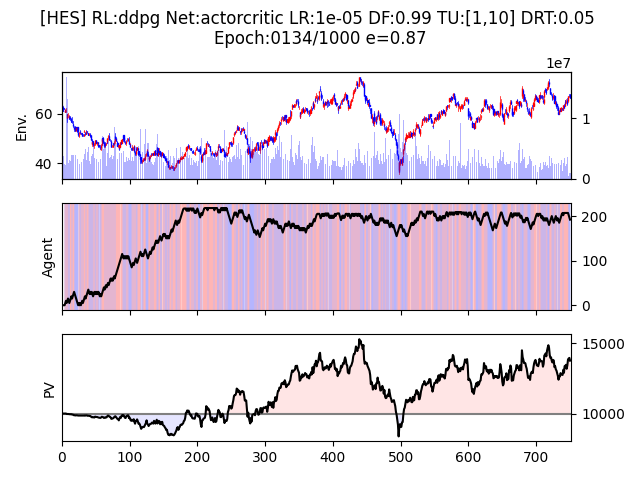 [HES] RL:ddpg Net:actorcritic LR:1e-05 DF:0.99 TU:[1,10] DRT:0.05
Epoch:0134/1000 e=0.87
1e7
Env.
60
40
1
0
Agent
200
100
0
PV
15000
10000
0 100 200 300 400 500 600 700